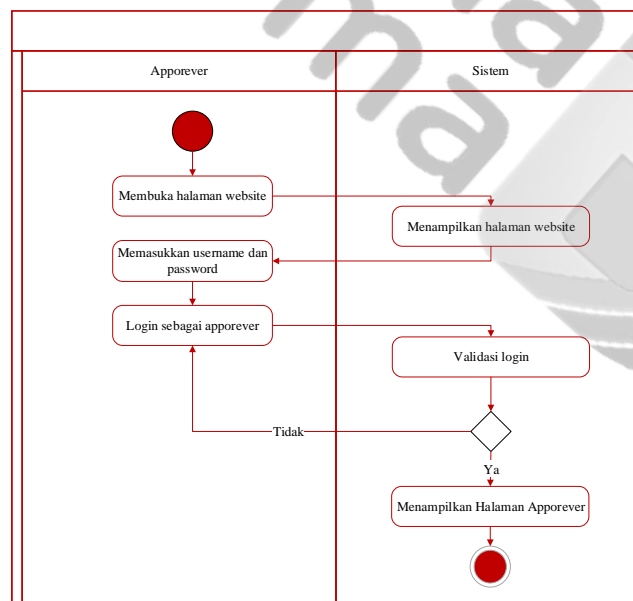 Apporever
Sistem
Membuka halaman website
Menampilkan halaman website
Memasukkan username dan
password
Login sebagai apporever
Validasi login
Tidak
Ya
Menampilkan Halaman Apporever